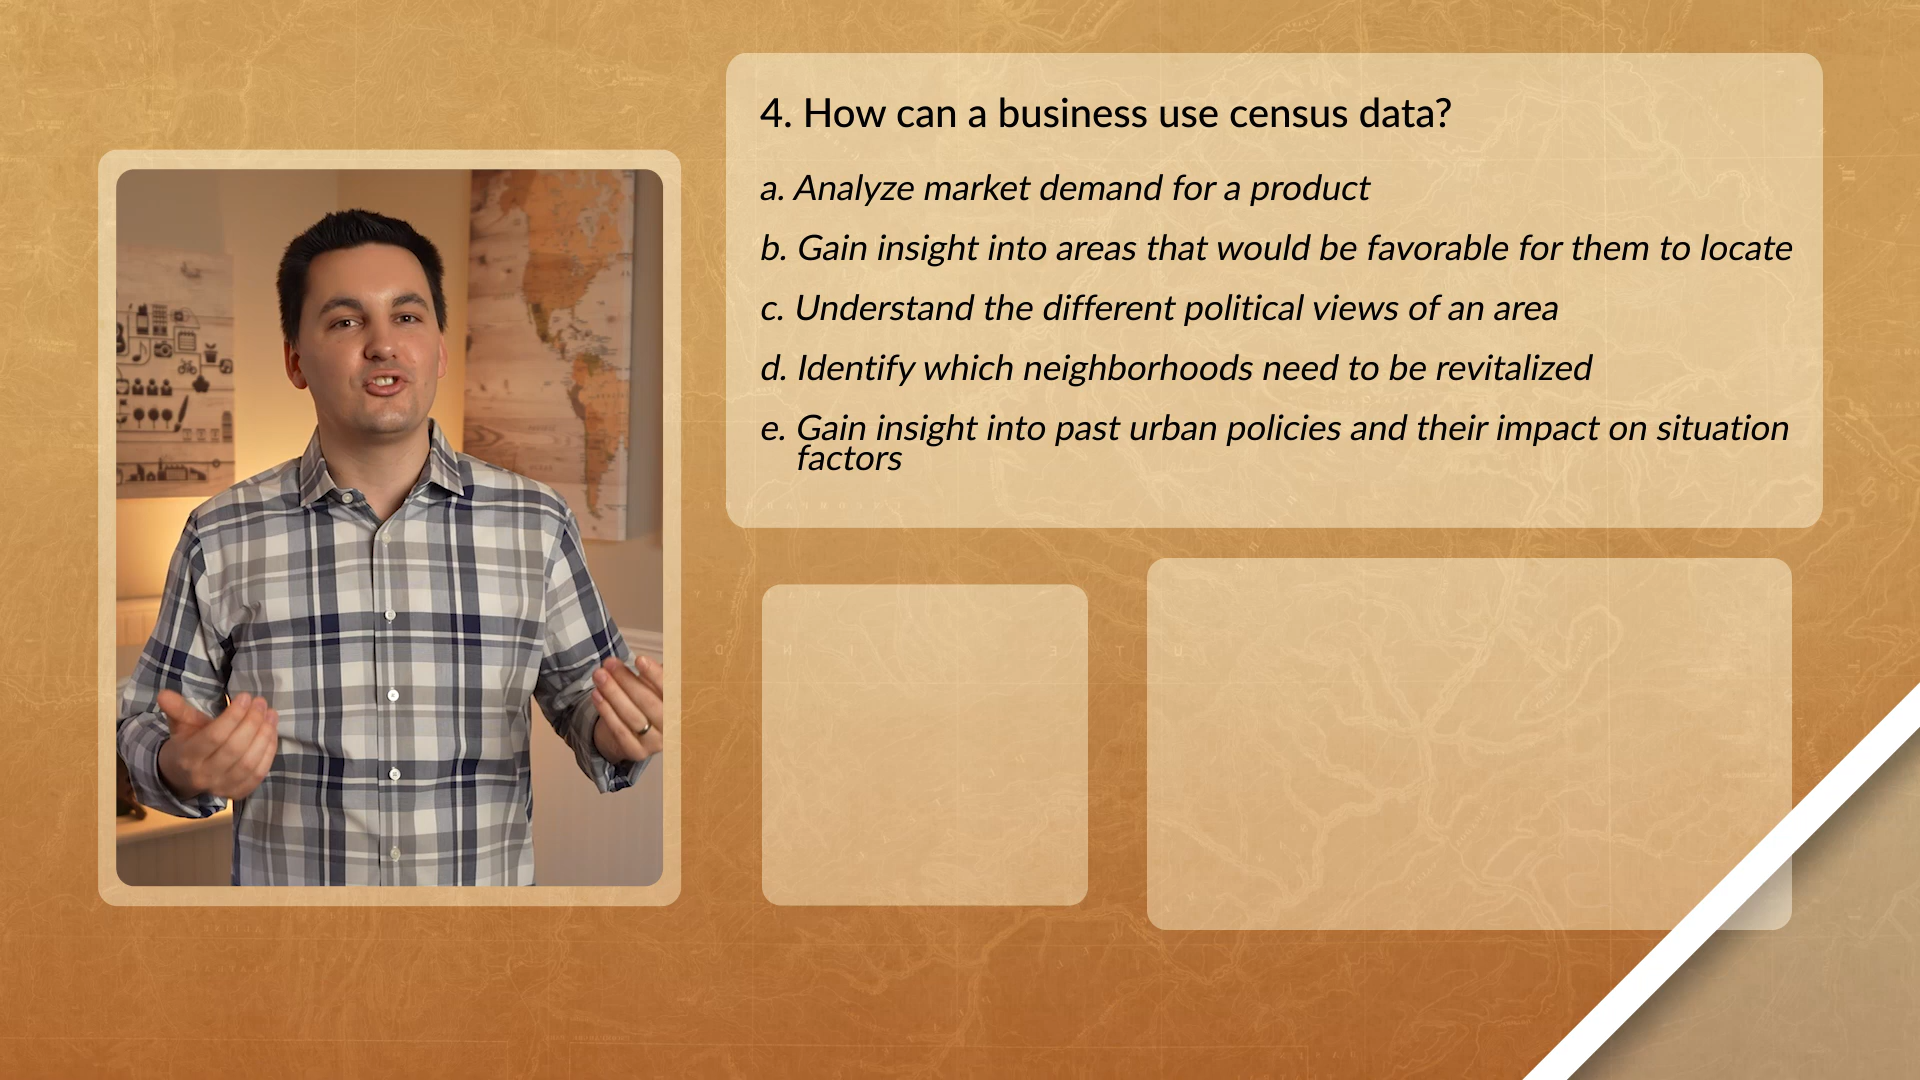 4. How can a business use census data?
a. Analyze market demand for a product
b. Gain insight into areas that would be favorable for them to locate
c. Understand the different political views of an area
d. Identify which neighborhoods need to be revitalized
e. Gain insight into past urban policies and their impact on situation
factors